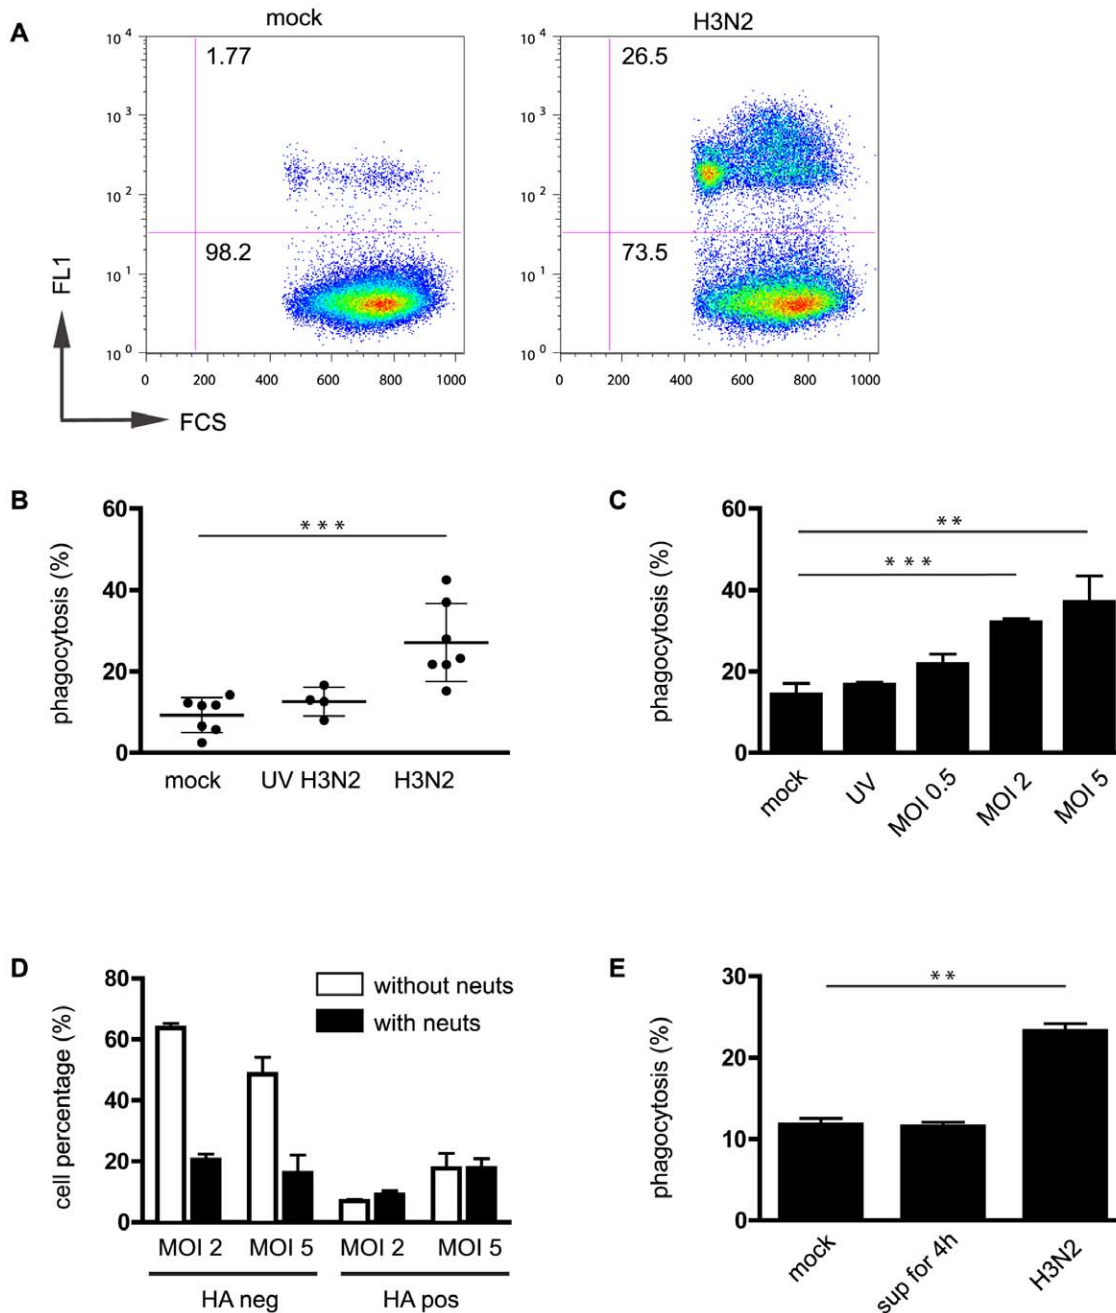 A
mock
H3N2
10 4
10 3
10 2
10 1
10 0
1.77
98.2
0 200 400 600 800 1000
10 4
10 3
10 2
10 1
10 0
26.5
73.5
0 200 400 600 800 1000
FL1
FCS
B
phagocytosis (%)
60
40
20
0
* * *
mock UV H3N2 H3N2
C
phagocytosis (%)
60
40
20
0
**
* * *
mock UV MOI 0.5 MOI 2 MOI 5
D
cell percentage (%)
80
60
40
20
0
without neuts
with neuts
MOI 2 MOI 5 MOI 2 MOI 5
HA neg HA pos
E
phagocytosis (%)
30
20
10
0
**
mock sup for 4h H3N2